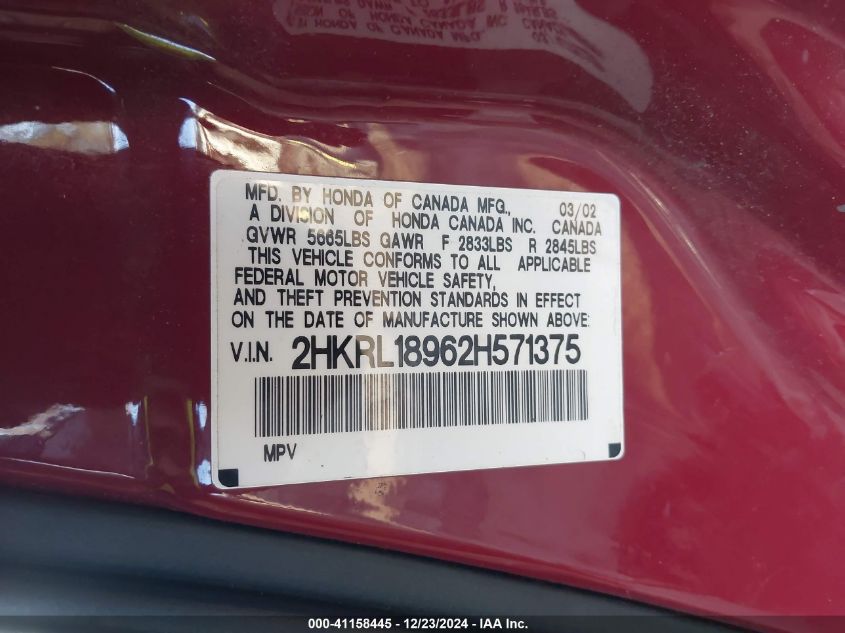 MFD. BY HONDA OF CANADA MFG., 03/02
A DIVISION OF HONDA CANADA INC. CANADA
GVWR 5665LBS GAWR F 2833LBS R 2845LBS
THIS VEHICLE CONFORMS TO ALL APPLICABLE
FEDERAL MOTOR VEHICLE SAFETY,
AND THEFT PREVENTION STANDARDS IN EFFECT
ON THE DATE OF MANUFACTURE SHOWN ABOVE:
V.I.N. 2HKRL18962H571375
MPV
000-41158445 - 12/23/2024 - IAA US